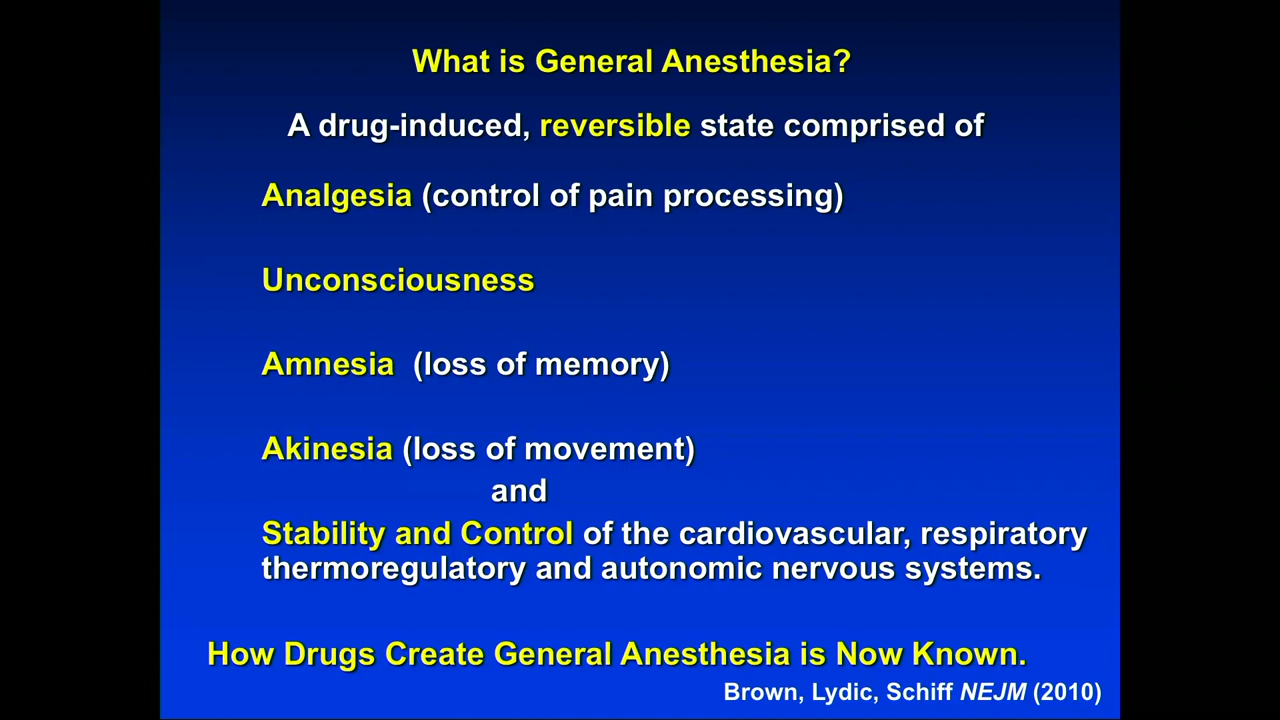 What is General Anesthesia?
A drug-induced, reversible state comprised of
Analgesia (control of pain processing)
Unconsciousness
Amnesia (loss of memory)
Akinesia (loss of movement)
and
Stability and Control of the cardiovascular, respiratory
thermoregulatory and autonomic nervous systems.
How Drugs Create General Anesthesia is Now Known.
Brown, Lydic, Schiff NEJM (2010)